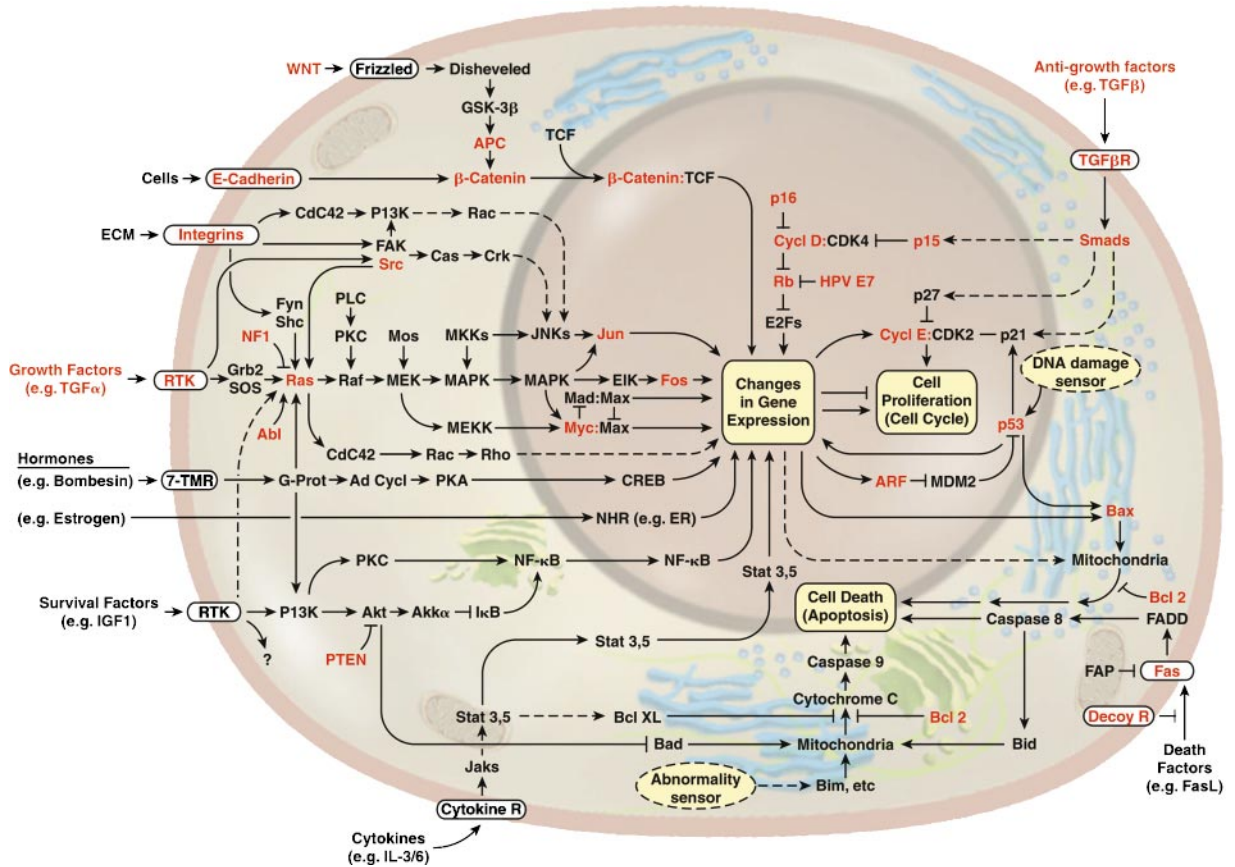 WNT
Frizzled
Disheveled
GSK-3β
APC
TCF
Anti-growth factors
(e.g. TGFβ)
TGFβR
Cells
E-Cadherin
β-Catenin
β-Catenin:TCF
p16
CdC42
P13K
Rac
ECM
Integrins
FAK
Src
Cas
Crk
Cycl D:CDK4
p15
Smads
Rb
HPV E7
E2Fs
p27
Cycl E:CDK2
p21
Fyn
Shc
NF1
PLC
PKC
Mos
MKKs
JNKs
Jun
Growth Factors
(e.g. TGFα)
RTK
Grb2
SOS
Ras
Raf
MEK
MAPK
MAPK
ElK
Fos
Mad:Max
Myc:Max
MEKK
Abl
CdC42
Rac
Rho
Changes
in Gene
Expression
Cell
Proliferation
(Cell Cycle)
DNA damage
sensor
p53
Hormones
(e.g. Bombesin)
7-TMR
G-Prot
Ad Cycl
PKA
CREB
ARF
MDM2
Bax
(e.g. Estrogen)
NHR (e.g. ER)
PKC
NF-κB
NF-κB
Stat 3,5
Mitochondria
Survival Factors
(e.g. IGF1)
RTK
P13K
Akt
Akkα
IκB
?
PTEN
Stat 3,5
Cell Death
(Apoptosis)
Bcl 2
Caspase 8
FADD
Caspase 9
FAP
Fas
Cytochrome C
Stat 3,5
Bcl XL
Bcl 2
Decoy R
Bad
Mitochondria
Bid
Death
Factors
(e.g. FasL)
Jaks
Abnormality
sensor
Bim, etc
Cytokine R
Cytokines
(e.g. IL-3/6)